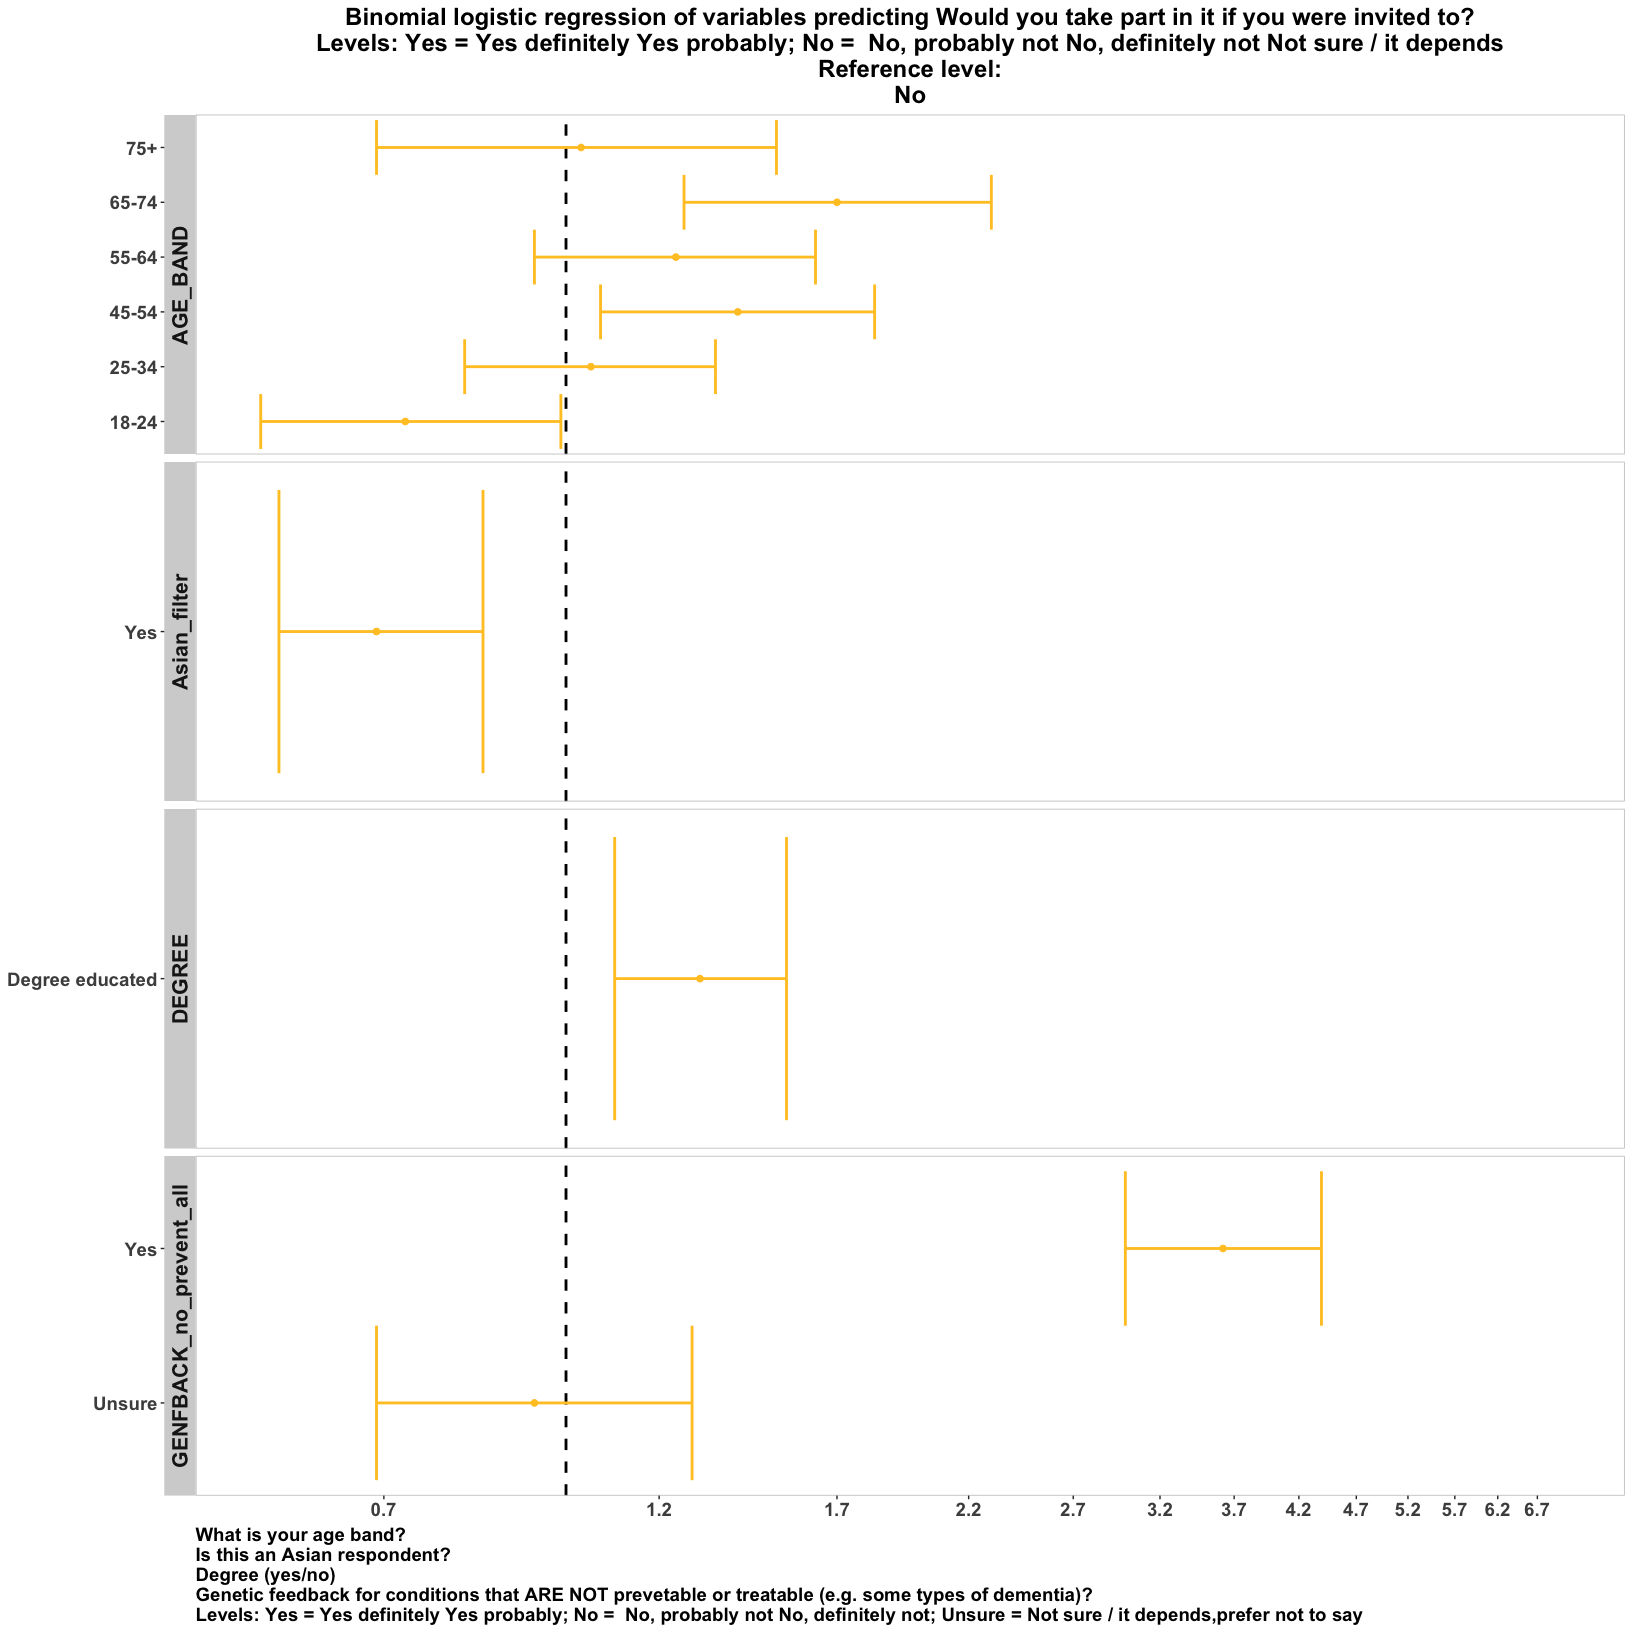 Binomial logistic regression of variables predicting Would you take part in it if you were invited to?
Levels: Yes = Yes definitely Yes probably; No =  No, probably not No, definitely not Not sure / it depends
Reference level:
No
AGE_BAND
75+
65-74
55-64
45-54
25-34
18-24
Asian_filter
Yes
DEGREE
Degree educated
GENFBACK_no_prevent_all
Yes
Unsure
0.7 1.2 1.7 2.2 2.7 3.2 3.7 4.2 4.7 5.2 5.7 6.2 6.7
What is your age band?
Is this an Asian respondent?
Degree (yes/no)
Genetic feedback for conditions that ARE NOT prevetable or treatable (e.g. some types of dementia)?
Levels: Yes = Yes definitely Yes probably; No =  No, probably not No, definitely not; Unsure = Not sure / it depends,prefer not to say